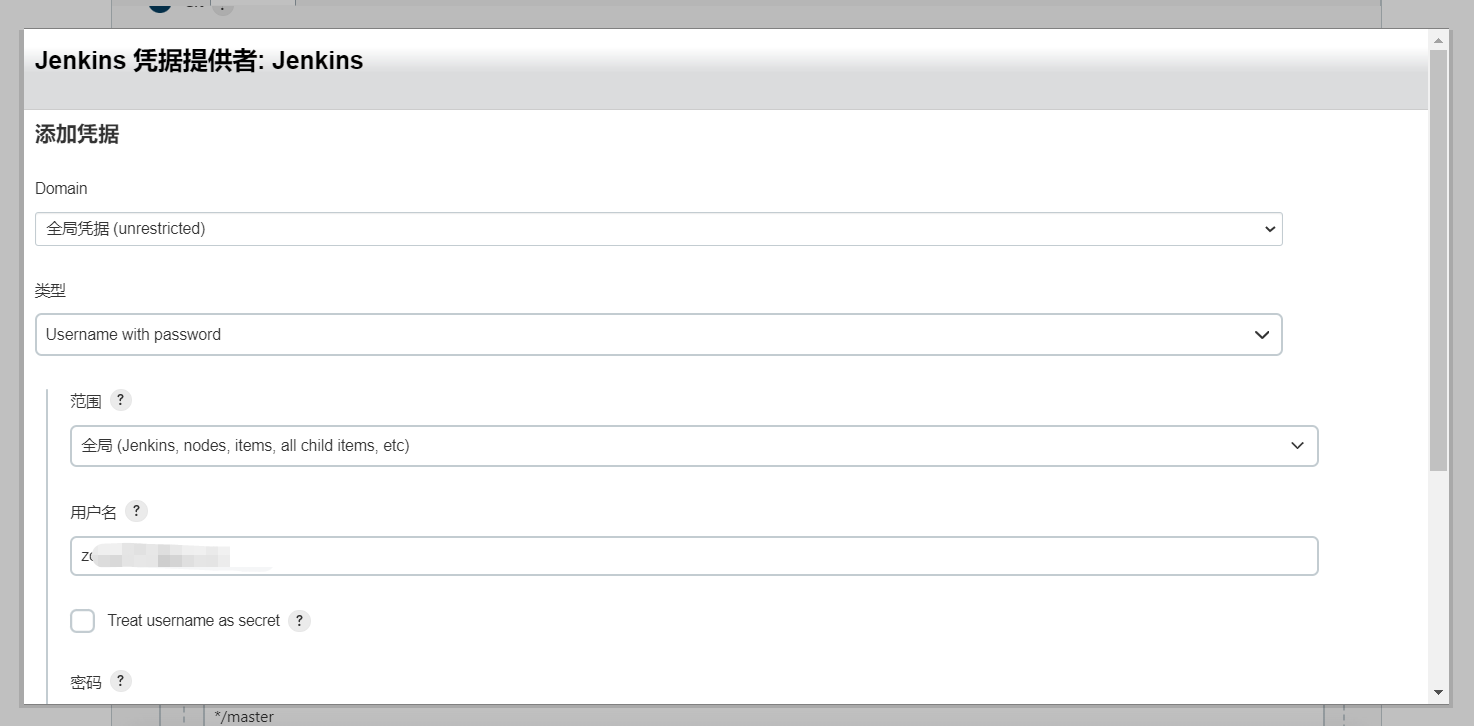 Jenkins 凭据提供者: Jenkins
添加凭据
Domain
全局凭据 (unrestricted)
类型
Username with password
范围 ?
全局 (Jenkins, nodes, items, all child items, etc)
用户名 ?
Treat username as secret ?
密码 ?
*/master